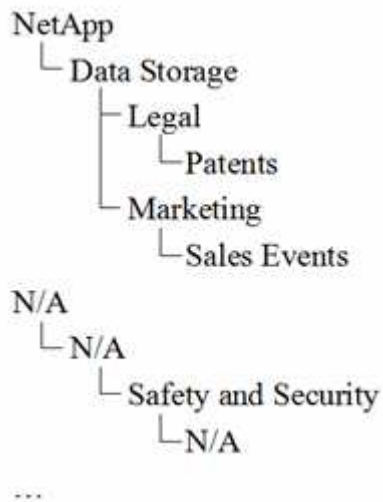 NetApp
Data Storage
Legal
Patents
Marketing
Sales Events
N/A
N/A
Safety and Security
N/A
...